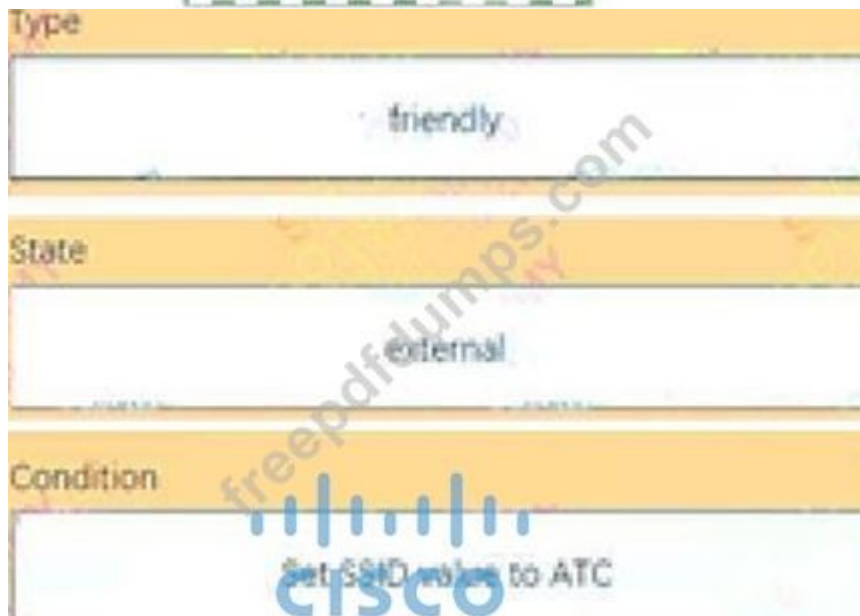 Type
friendly
State
external
Condition
Set SSID value to ATC
freepdfdumps.com
CISCO